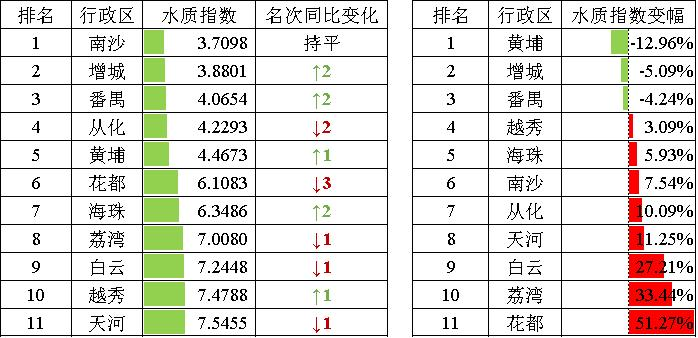 排名 行政区 水质指数 名次同比变化
1 南沙 3.7098 持平
2 增城 3.8801 ↑2
3 番禺 4.0654 ↑2
4 从化 4.2293 ↓2
5 黄埔 4.4673 ↑1
6 花都 6.1083 ↓3
7 海珠 6.3486 ↑2
8 荔湾 7.0080 ↓1
9 白云 7.2448 ↓1
10 越秀 7.4788 ↑1
11 天河 7.5455 ↓1
排名 行政区 水质指数变幅
1 黄埔 -12.96%
2 增城 -5.09%
3 番禺 -4.24%
4 越秀 3.09%
5 海珠 5.93%
6 南沙 7.54%
7 从化 10.09%
8 天河 11.25%
9 白云 27.21%
10 荔湾 33.44%
11 花都 51.27%